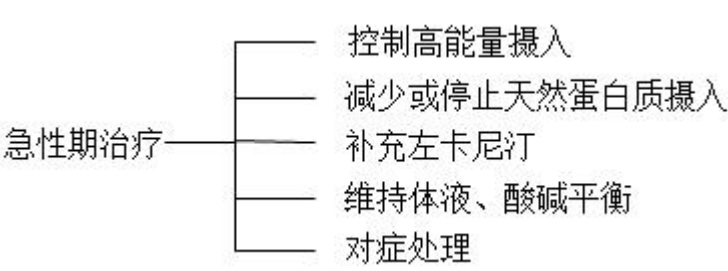 急性期治疗
控制高能量摄入
减少或停止天然蛋白质摄入
补充左卡尼汀
维持体液、酸碱平衡
对症处理